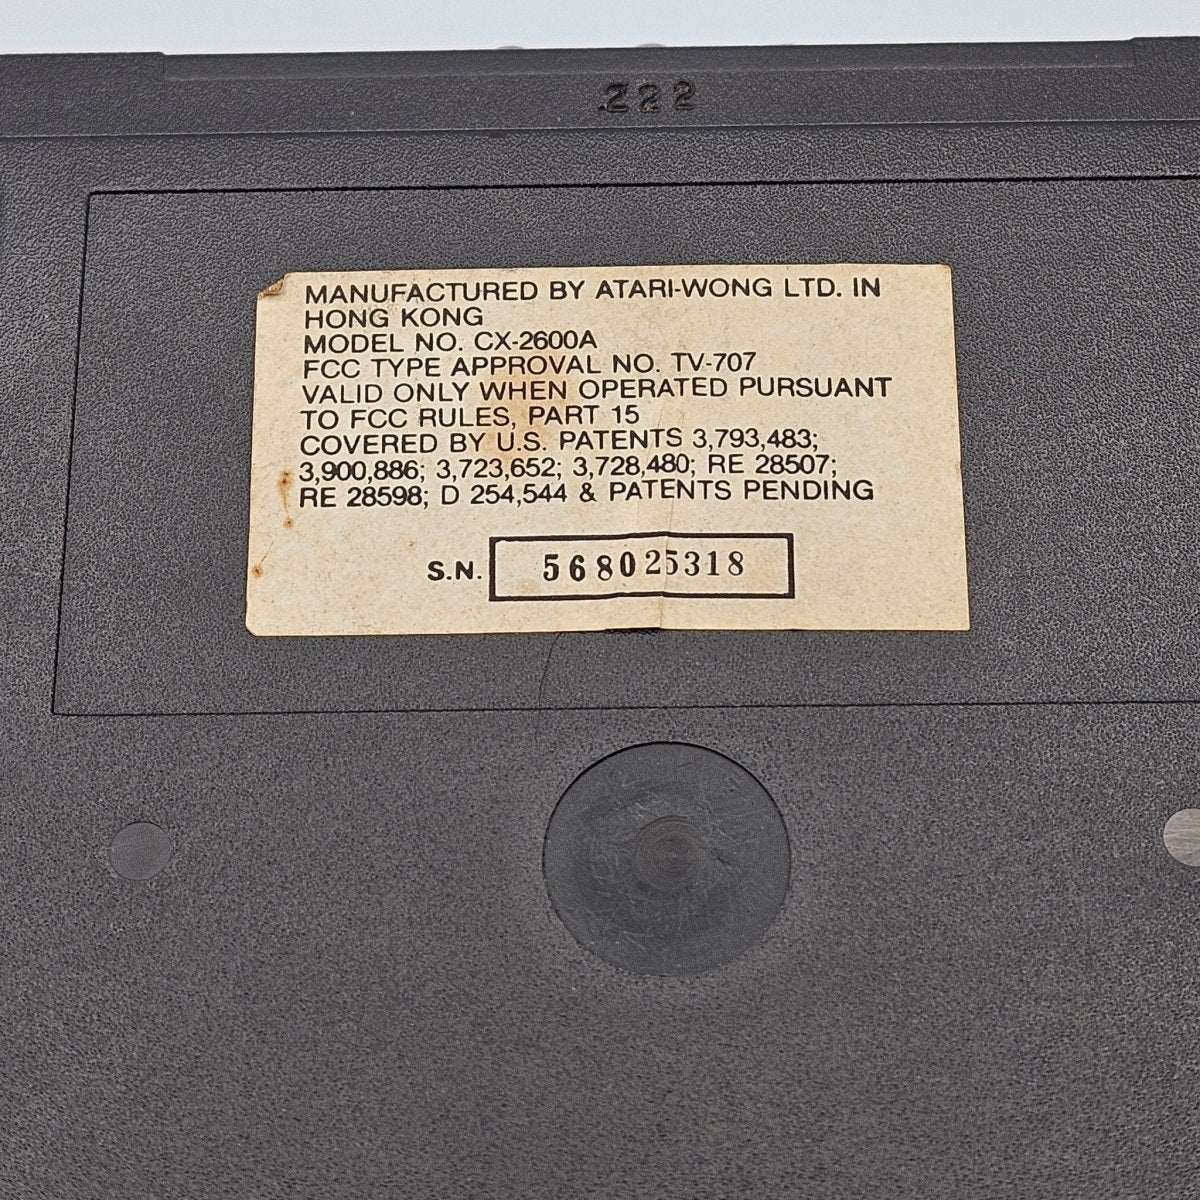 222
MANUFACTURED BY ATARI-WONG LTD. IN
HONG KONG
MODEL NO. CX-2600A
FCC TYPE APPROVAL NO. TV-707
VALID ONLY WHEN OPERATED PURSUANT
TO FCC RULES, PART 15
COVERED BY U.S. PATENTS 3,793,483;
3,900,886; 3,723,652; 3,728,480; RE 28507;
RE 28598; D 254,544 & PATENTS PENDING
S.N. 568025318